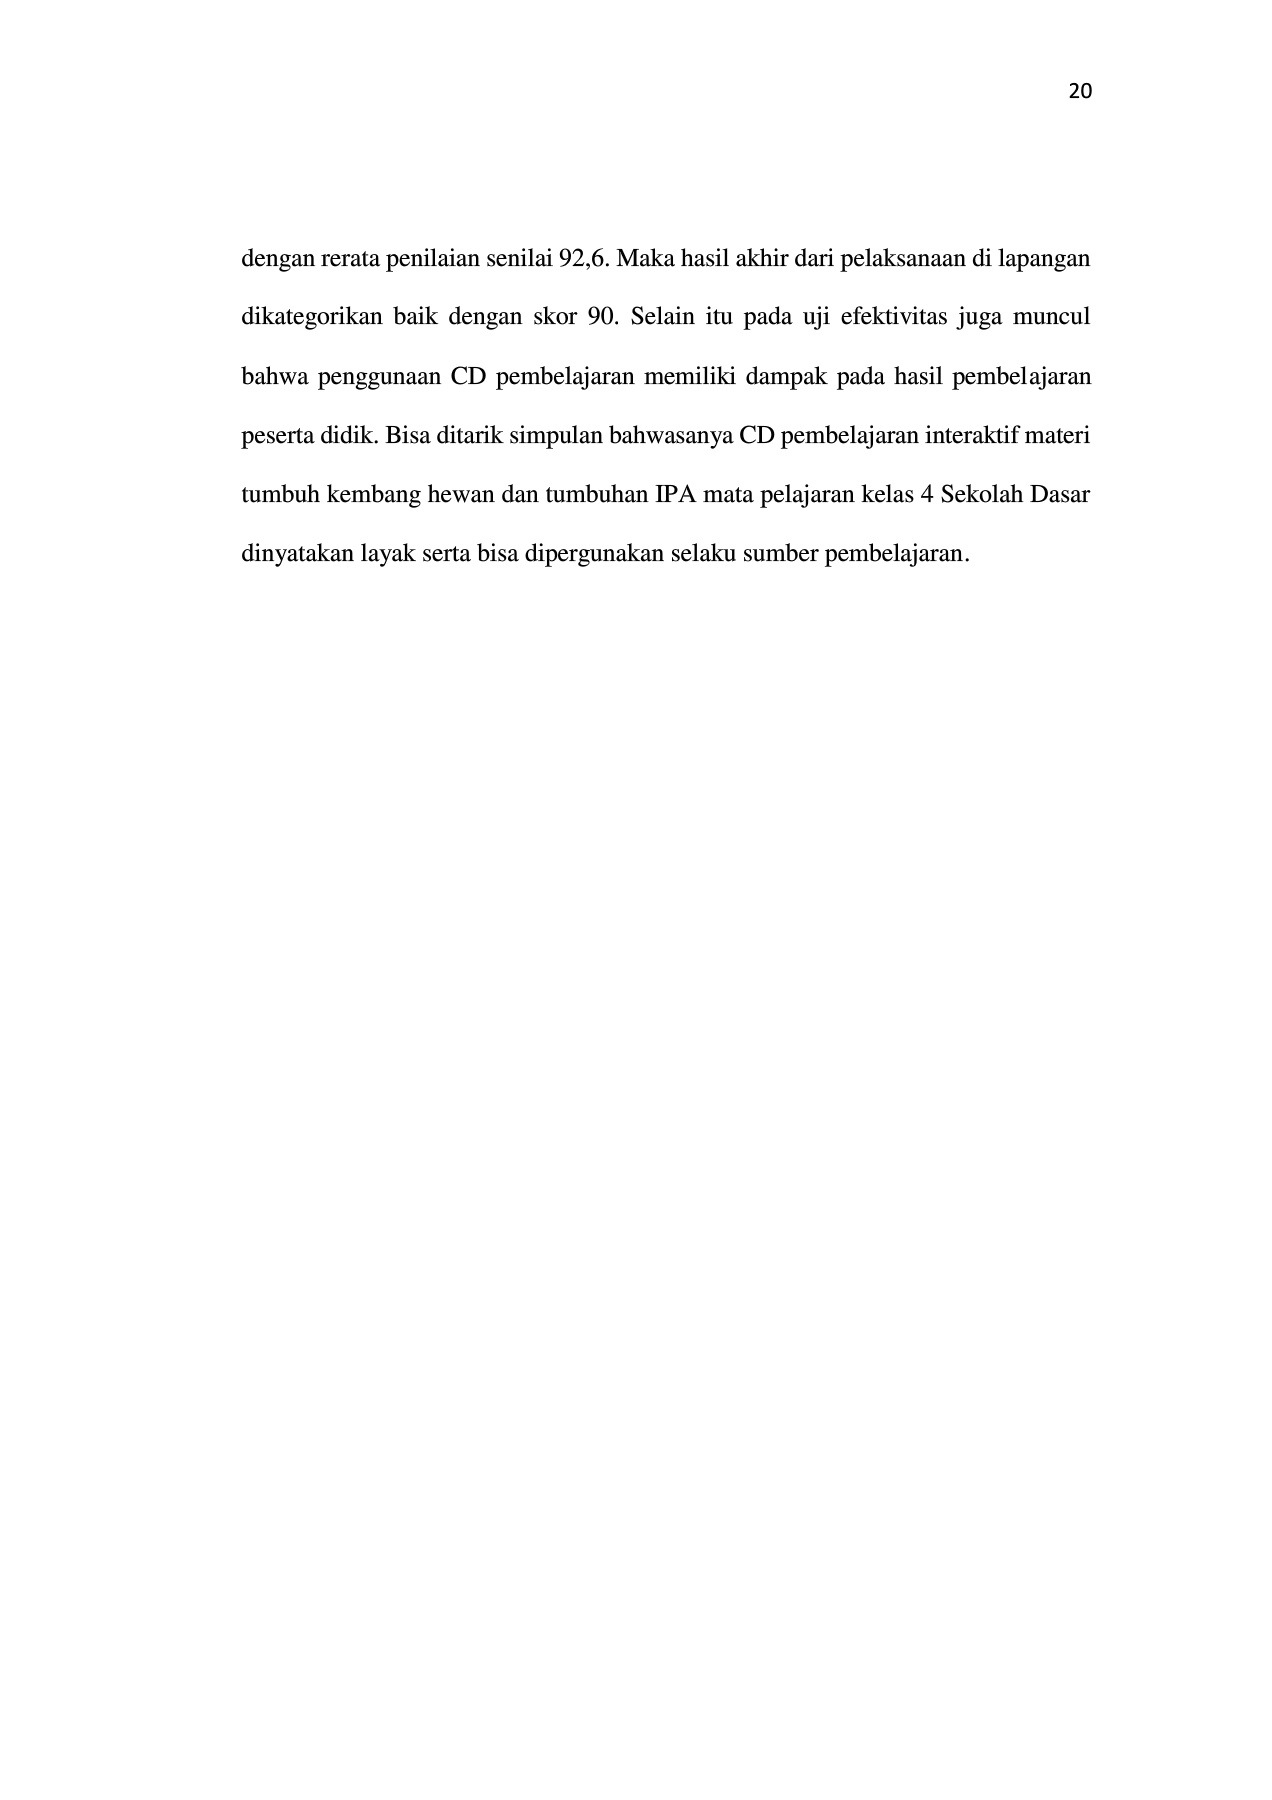 20
dengan rerata penilaian senilai 92,6. Maka hasil akhir dari pelaksanaan di lapangan
dikategorikan baik dengan skor 90. Selain itu pada uji efektivitas juga muncul
bahwa penggunaan CD pembelajaran memiliki dampak pada hasil pembelajaran
peserta didik. Bisa ditarik simpulan bahwasanya CD pembelajaran interaktif materi
tumbuh kembang hewan dan tumbuhan IPA mata pelajaran kelas 4 Sekolah Dasar
dinyatakan layak serta bisa dipergunakan selaku sumber pembelajaran.